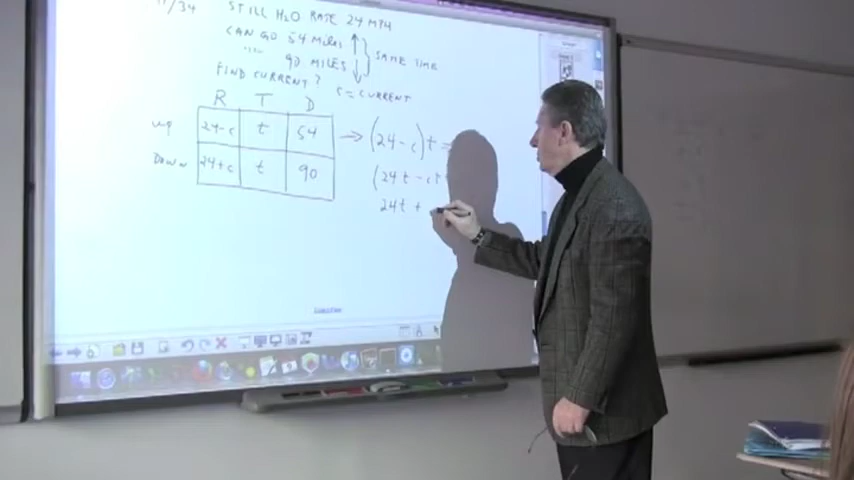 /34 STILL H2O RATE 24 MPH
CAN GO 54 MILES
90 MILES
SAME TIME
FIND CURRENT?
c = CURRENT
R T D
UP 24-c t 54
DOWN 24+c t 90
(24-c)t =
(24t - ct
24t +